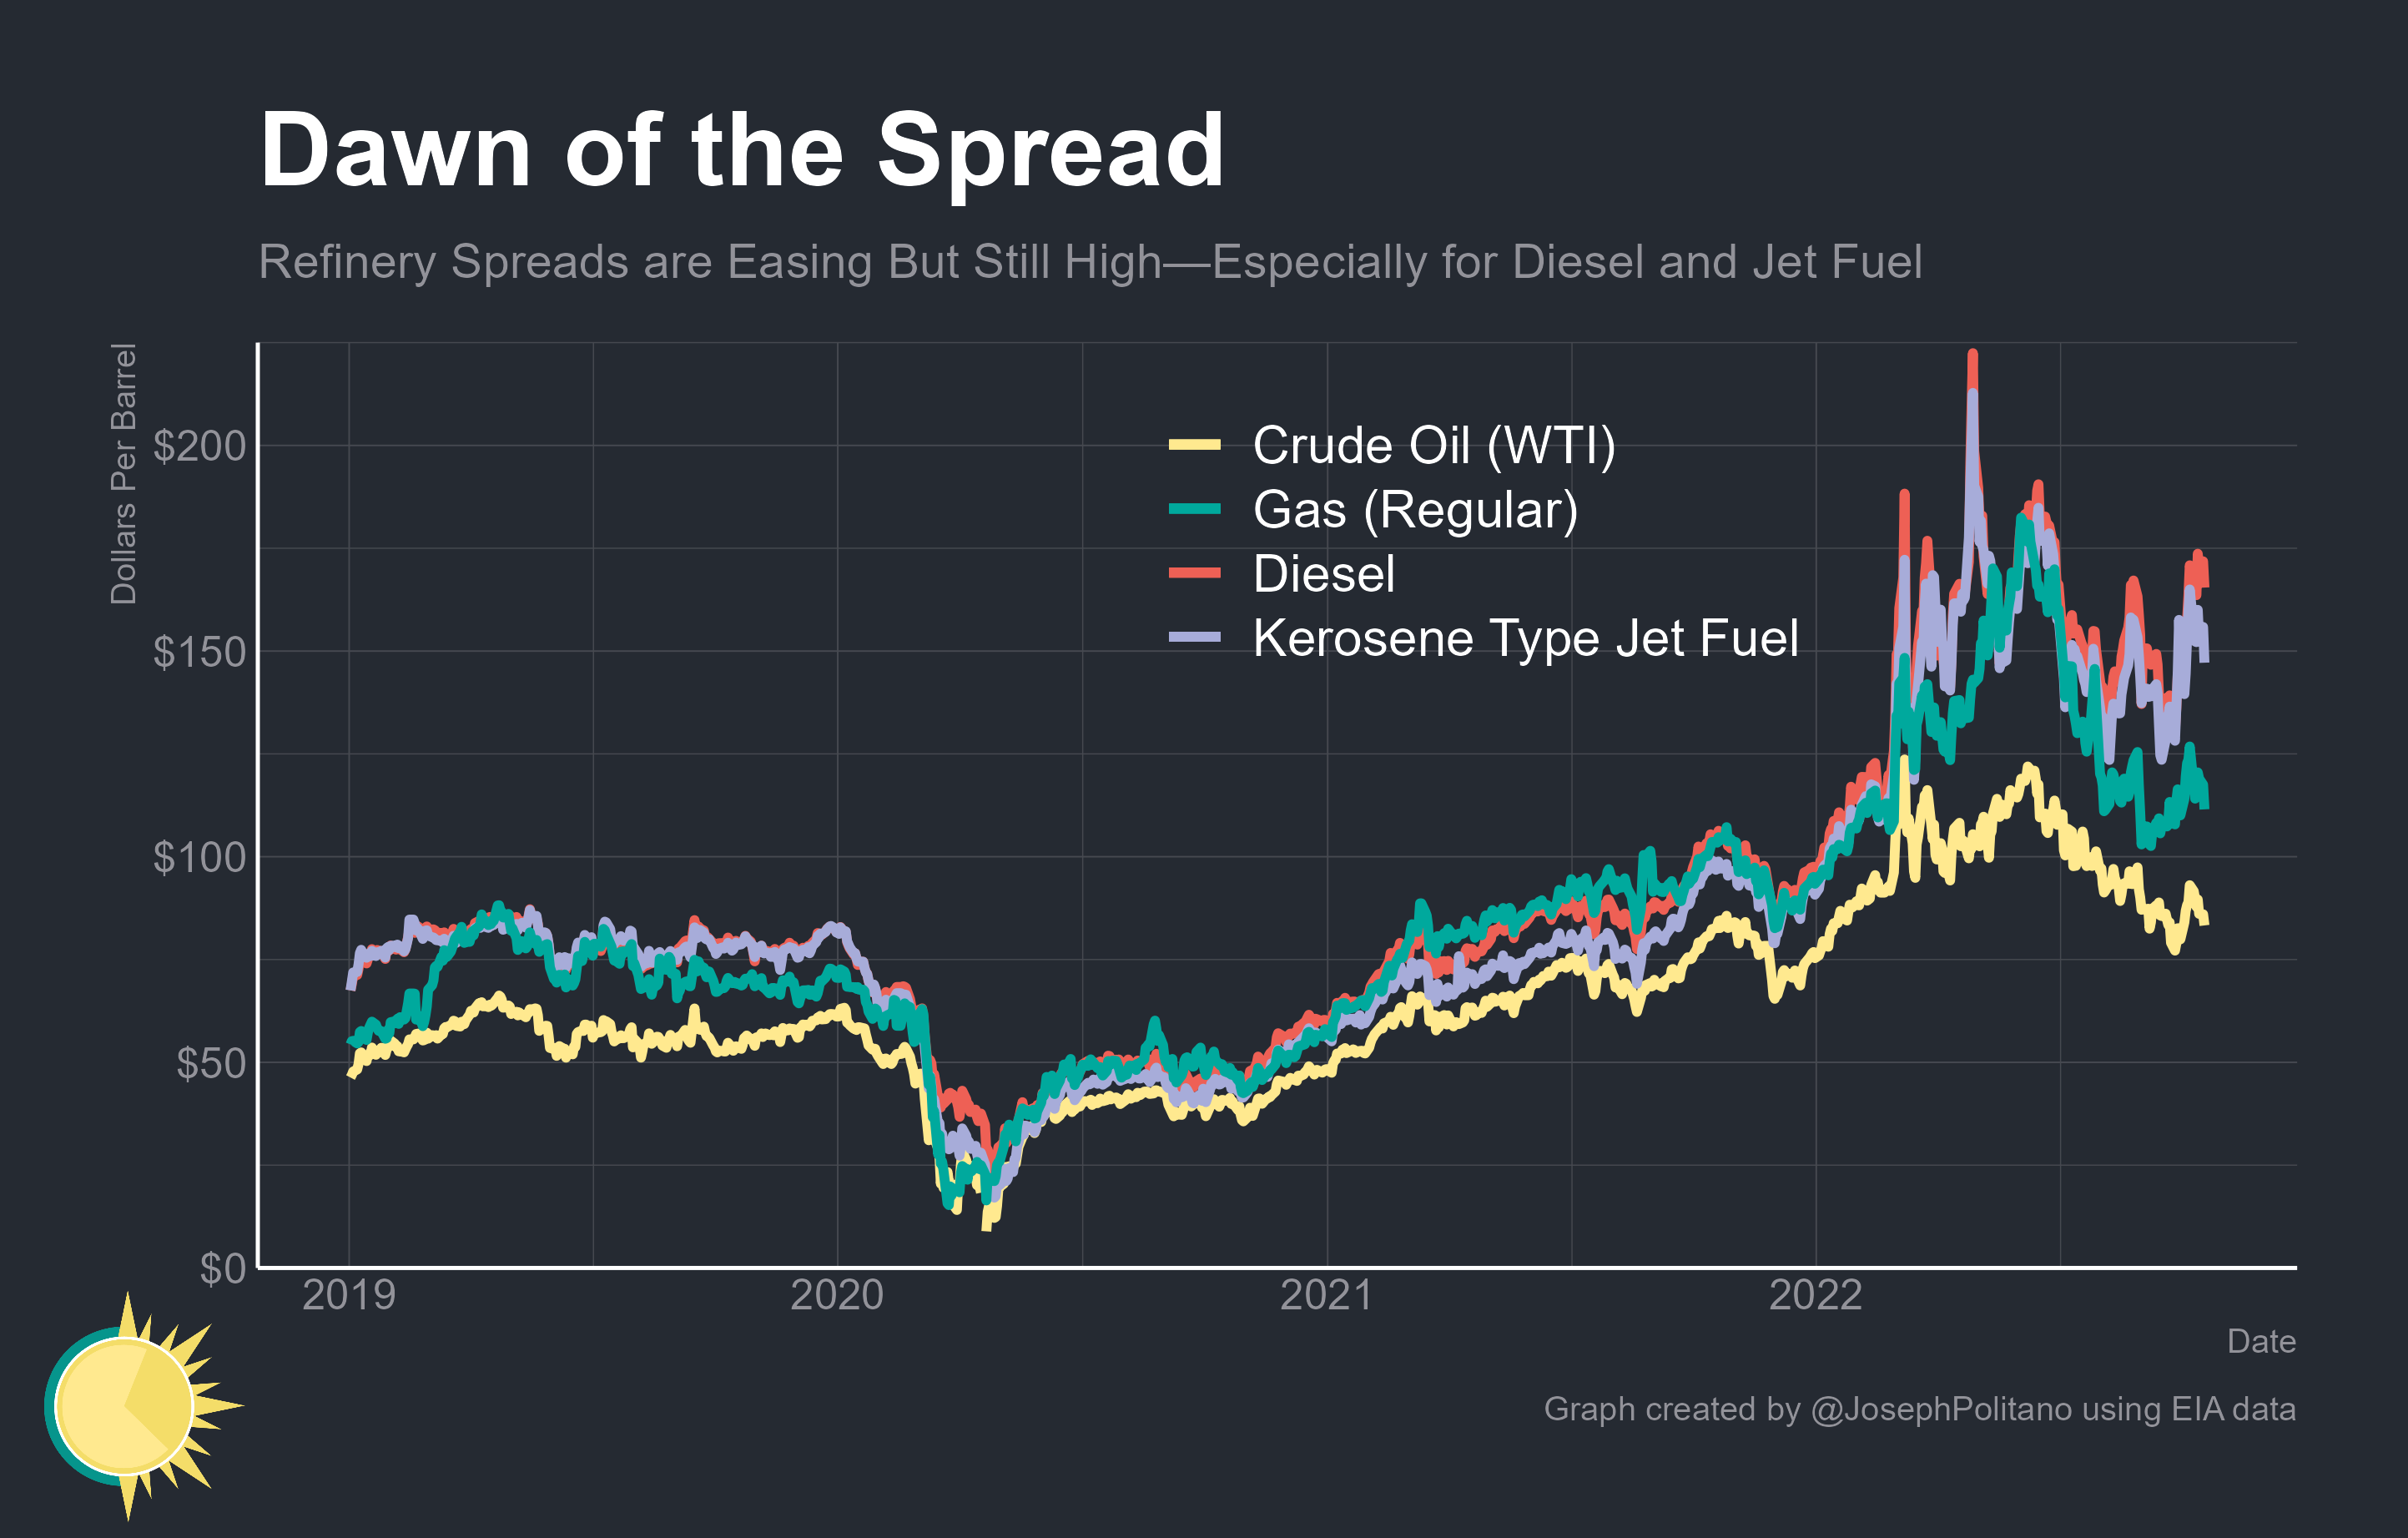 Dawn of the Spread
Refinery Spreads are Easing But Still High—Especially for Diesel and Jet Fuel
Dollars Per Barrel
$200
$150
$100
$50
$0
Crude Oil (WTI)
Gas (Regular)
Diesel
Kerosene Type Jet Fuel
2019
2020
2021
2022
Date
Graph created by @JosephPolitano using EIA data